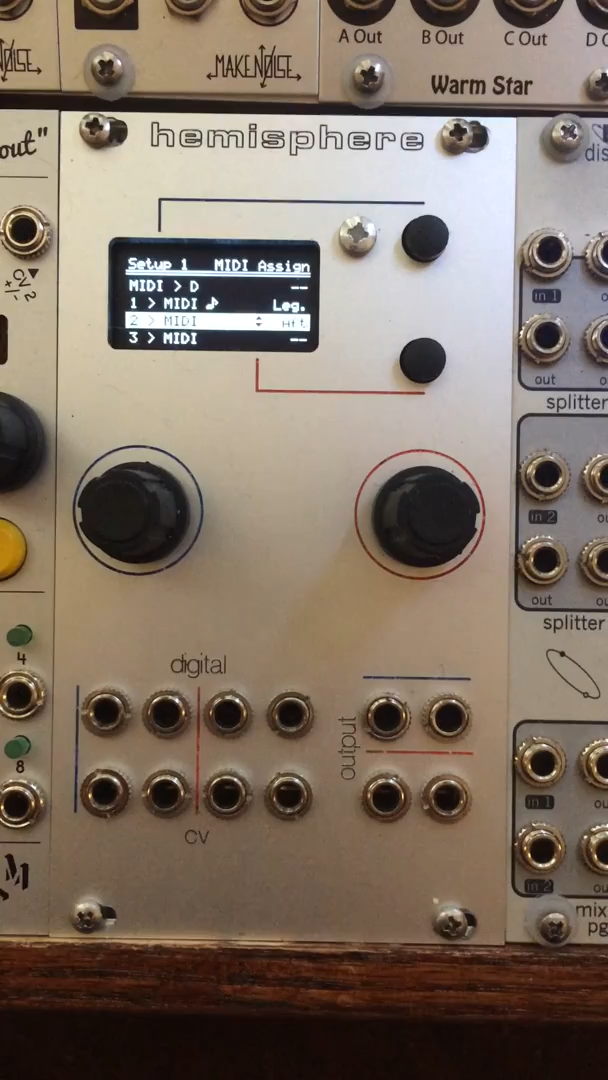 A Out B Out C Out D
MAKENOISE
Warm Star
out"
hemisphere
dis
Setup 1 MIDI Assign
MIDI > D --
1 > MIDI ♪ Leg.
2 > MIDI Aft
3 > MIDI --
in 1
out
splitter
in 2
out
splitter
4
digital
8
output
CV
in 1
in 2
mix
pg